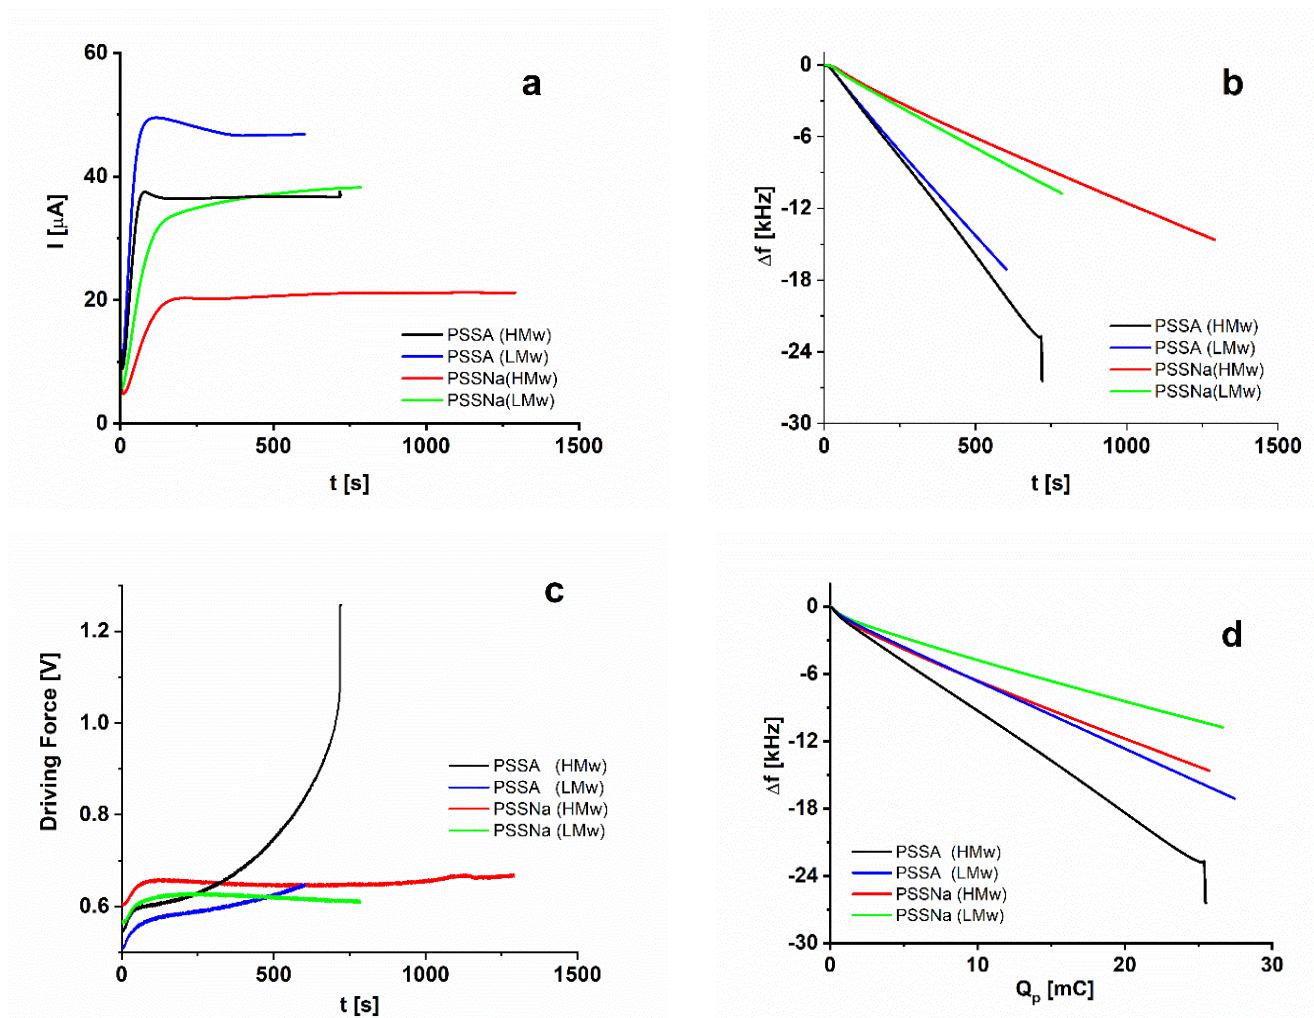 a
60
40
20
0
I [µA]
0
500
1000
1500
t [s]
PSSA (HMw)
PSSA (LMw)
PSSNa(HMw)
PSSNa(LMw)
b
0
-6
-12
-18
-24
-30
Δf [kHz]
0
500
1000
1500
t [s]
PSSA (HMw)
PSSA (LMw)
PSSNa(HMw)
PSSNa(LMw)
c
1.2
1.0
0.8
0.6
Driving Force [V]
0
500
1000
1500
t [s]
PSSA (HMw)
PSSA (LMw)
PSSNa (HMw)
PSSNa (LMw)
d
0
-6
-12
-18
-24
-30
Δf [kHz]
0
10
20
30
Qp [mC]
PSSA (HMw)
PSSA (LMw)
PSSNa (HMw)
PSSNa (LMw)